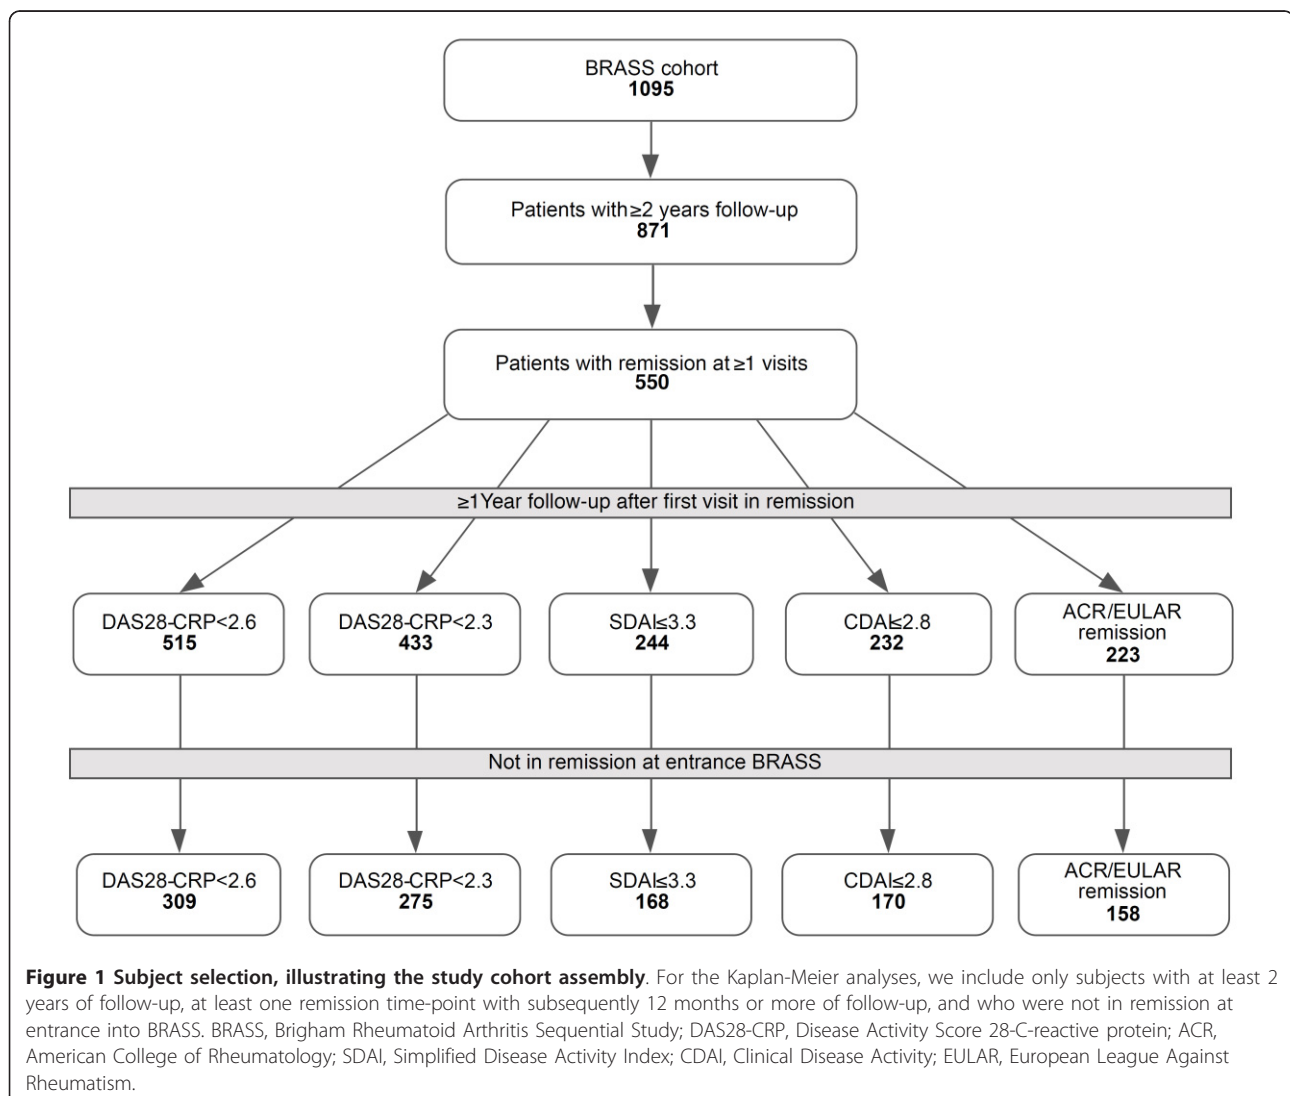 BRASS cohort
1095
Patients with≥2 years follow-up
871
Patients with remission at ≥1 visits
550
≥1Year follow-up after first visit in remission
DAS28-CRP<2.6
515
DAS28-CRP<2.3
433
SDAI≤3.3
244
CDAI≤2.8
232
ACR/EULAR
remission
223
Not in remission at entrance BRASS
DAS28-CRP<2.6
309
DAS28-CRP<2.3
275
SDAI≤3.3
168
CDAI≤2.8
170
ACR/EULAR
remission
158
Figure 1 Subject selection, illustrating the study cohort assembly. For the Kaplan-Meier analyses, we include only subjects with at least 2
years of follow-up, at least one remission time-point with subsequently 12 months or more of follow-up, and who were not in remission at
entrance into BRASS. BRASS, Brigham Rheumatoid Arthritis Sequential Study; DAS28-CRP, Disease Activity Score 28-C-reactive protein; ACR,
American College of Rheumatology; SDAI, Simplified Disease Activity Index; CDAI, Clinical Disease Activity; EULAR, European League Against
Rheumatism.